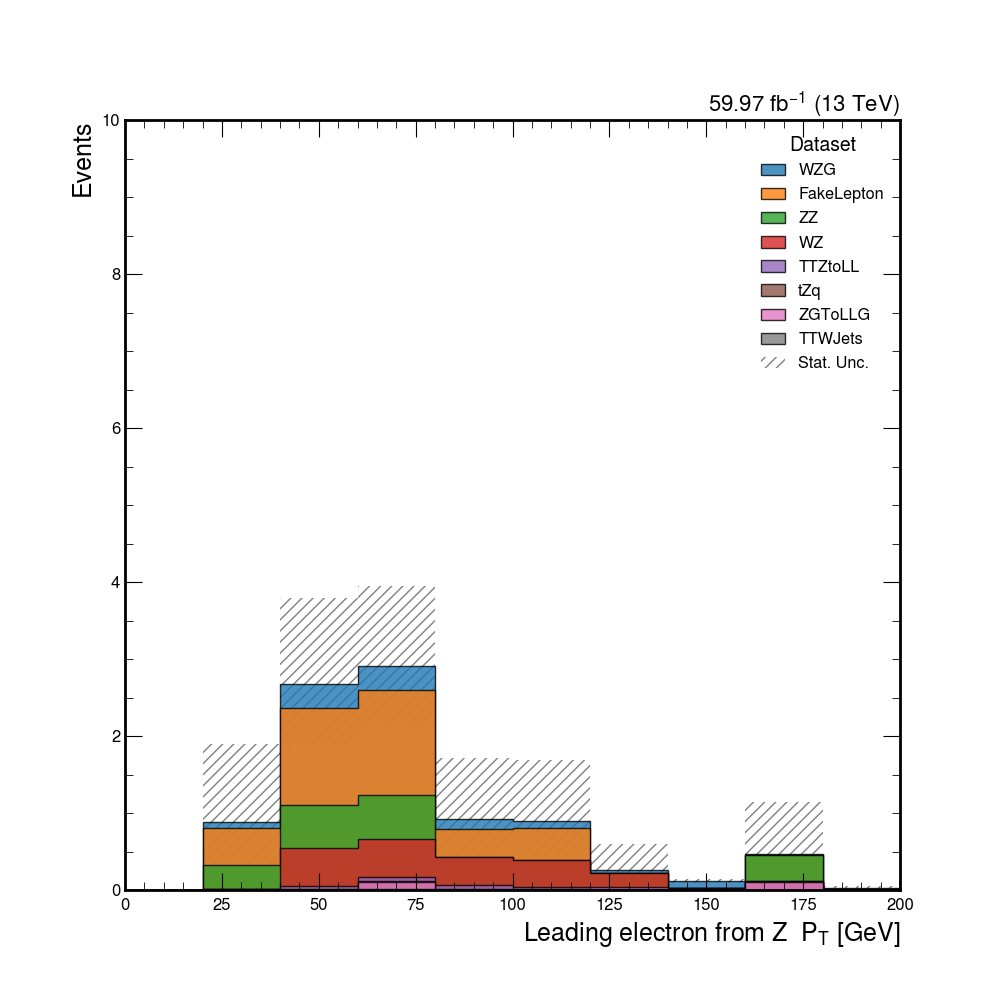 59.97 fb⁻¹ (13 TeV)
Events
10
8
6
4
2
0
Dataset
WZG
FakeLepton
ZZ
WZ
TTZtoLL
tZq
ZGToLLG
TTWJets
Stat. Unc.
0 25 50 75 100 125 150 175 200
Leading electron from Z P_T [GeV]